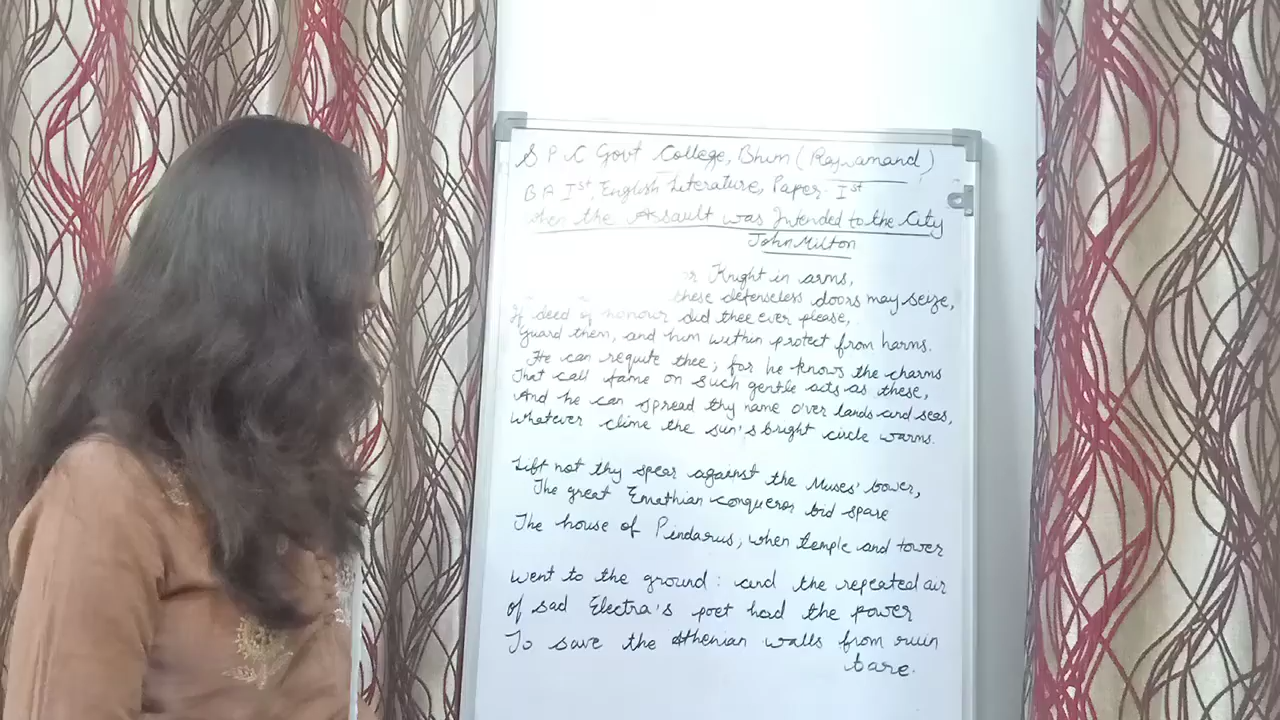 S P C Govt College, Bhim (Rajsamand)
B A Ist, English Literature, Paper- Ist
When the Assault was Intended to the City
John Milton
or Knight in arms,
these defenseless doors may seize,
If deed of honour did thee ever please,
Guard them, and him within protect from harms.
He can requite thee; for he knows the charms
That call fame on such gentle acts as these,
And he can spread thy name o'er lands and seas,
Whatever clime the sun's bright circle warms.
Lift not thy spear against the Muses' bower,
The great Emathian conqueror bid spare
The house of Pindarus, when temple and tower
Went to the ground: and the repeated air
of sad Electra's poet had the power
To save the Athenian walls from ruin
bare.